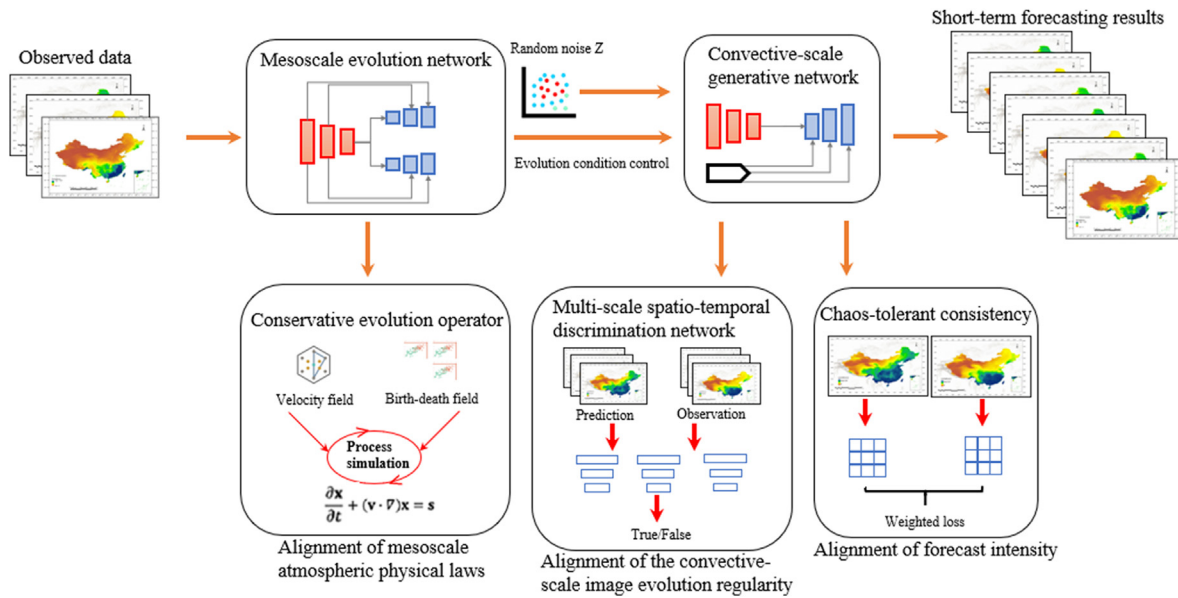 Observed data
Mesoscale evolution network
Random noise Z
Evolution condition control
Convective-scale
generative network
Short-term forecasting results
Conservative evolution operator
Velocity field
Birth-death field
Process
simulation
∂x/∂t + (v · ∇)x = s
Alignment of mesoscale
atmospheric physical laws
Multi-scale spatio-temporal
discrimination network
Prediction
Observation
True/False
Alignment of the convective-
scale image evolution regularity
Chaos-tolerant consistency
Weighted loss
Alignment of forecast intensity